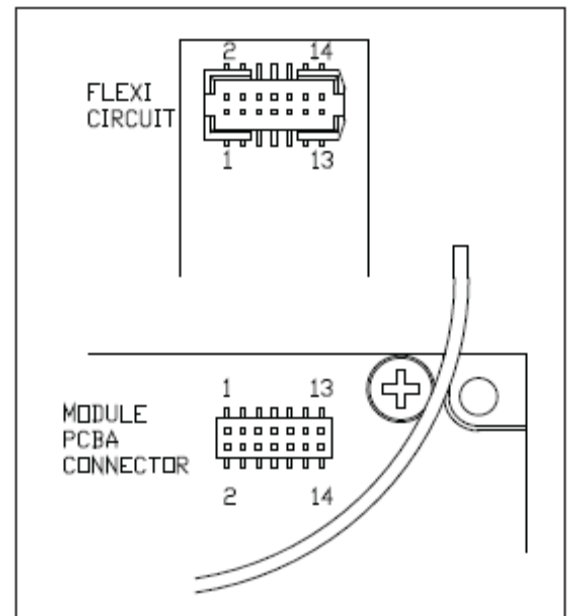 2 14
FLEXI
CIRCUIT
1 13
1 13
MODULE
PCBA
CONNECTOR
2 14